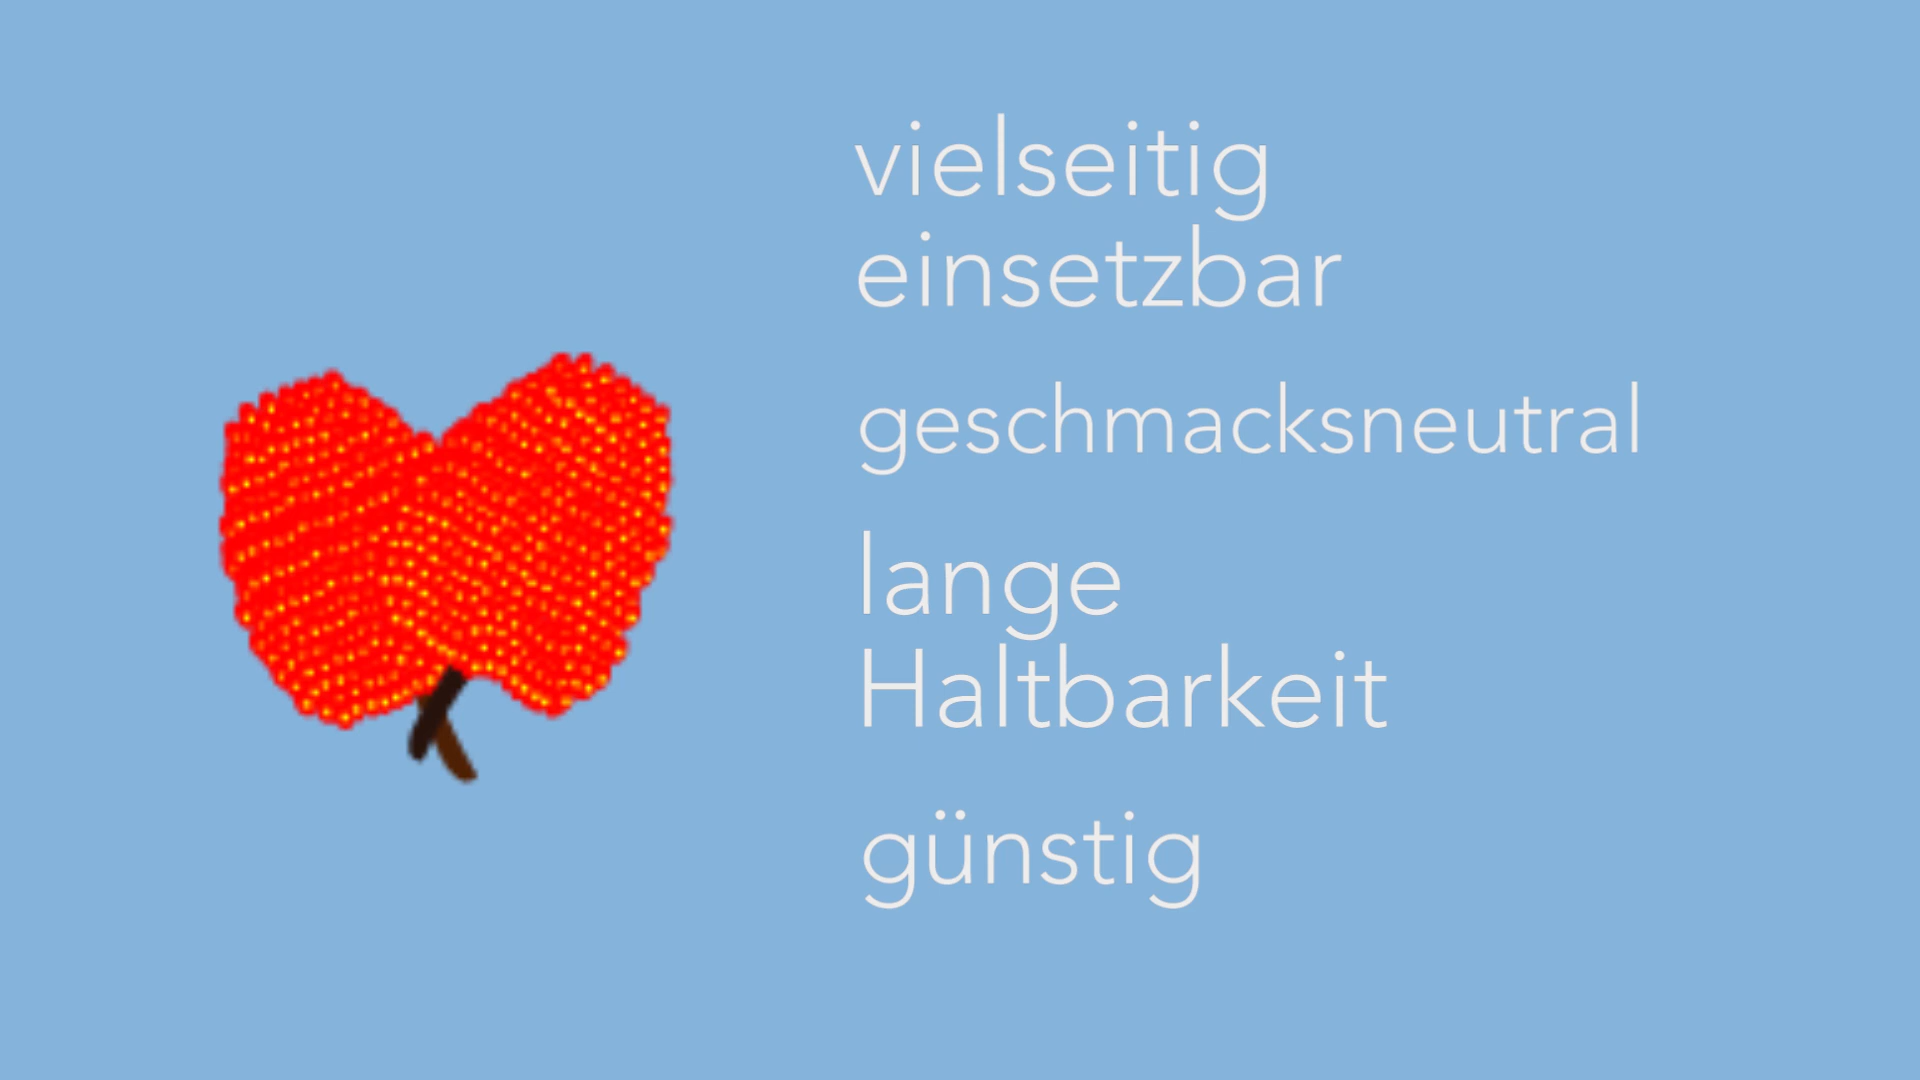 vielseitig
einsetzbar
geschmacksneutral
lange
Haltbarkeit
günstig